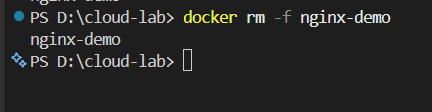 PS D:\cloud-lab> docker rm -f nginx-demo
nginx-demo
PS D:\cloud-lab>